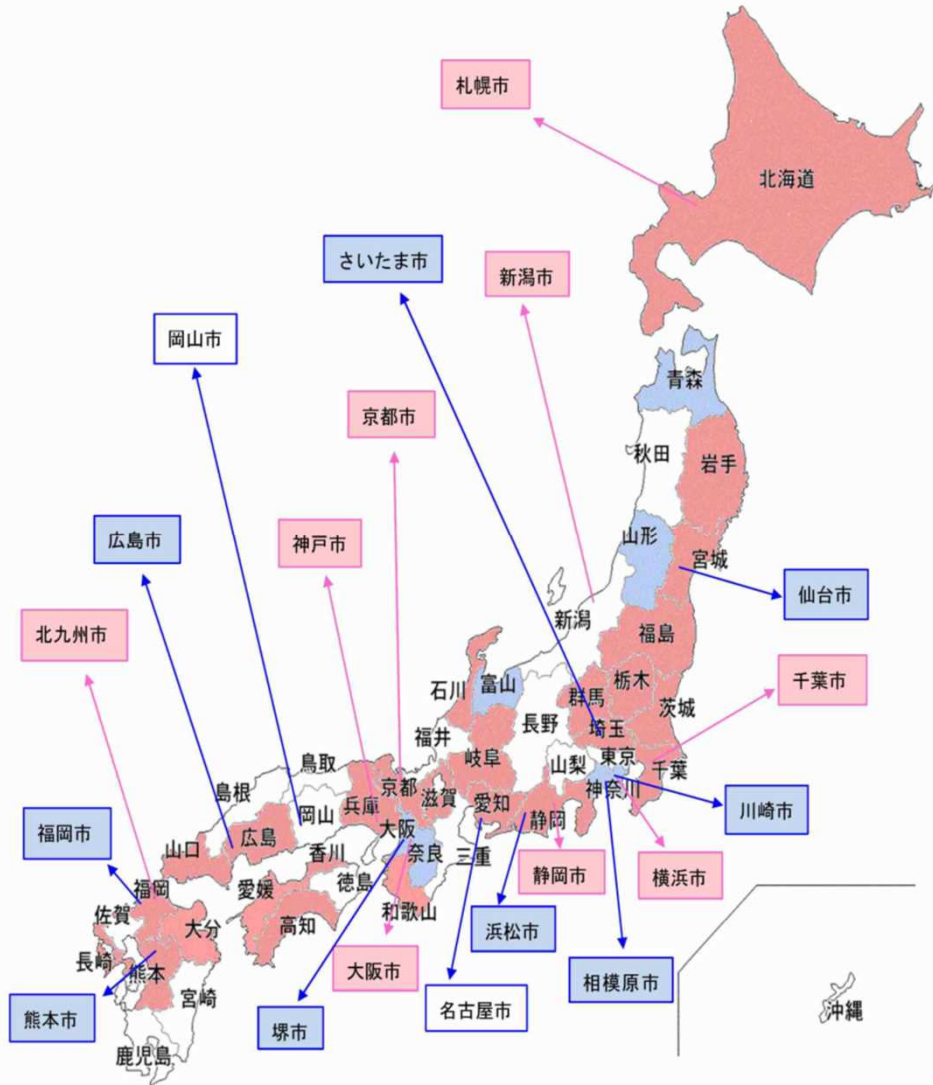 札幌市
北海道
さいたま市
新潟市
岡山市
青森
京都市
秋田
岩手
広島市
神戸市
山形
宮城
仙台市
北九州市
新潟
福島
石川
富山
群馬
栃木
茨城
千葉市
福井
長野
埼玉
鳥取
岐阜
山梨
東京
千葉
島根
京都
滋賀
神奈川
福岡市
岡山
兵庫
愛知
静岡
川崎市
山口
広島
大阪
奈良
三重
香川
福岡
愛媛
徳島
静岡市
横浜市
佐賀
大分
高知
和歌山
浜松市
長崎
熊本
大阪市
相模原市
宮崎
熊本市
堺市
名古屋市
沖縄
鹿児島